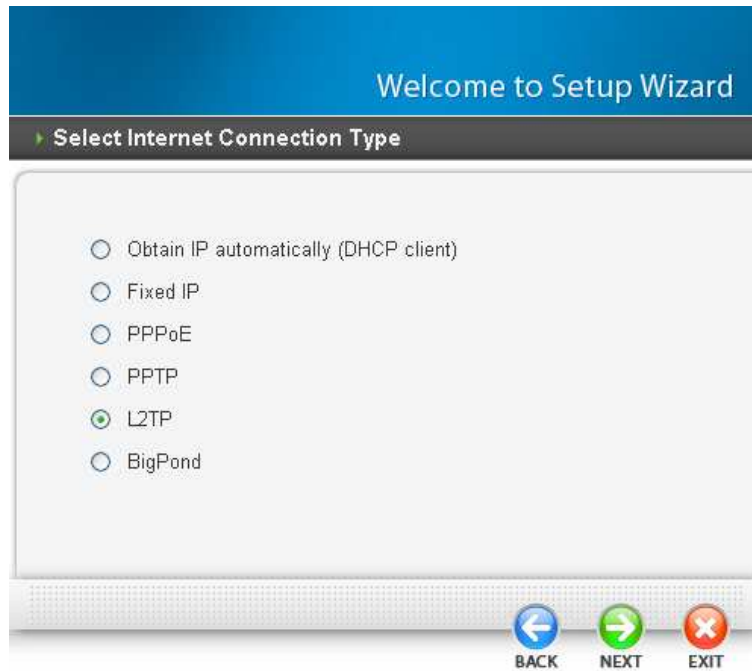 Welcome to Setup Wizard
Select Internet Connection Type
Obtain IP automatically (DHCP client)
Fixed IP
PPPoE
PPTP
L2TP
BigPond
BACK NEXT EXIT